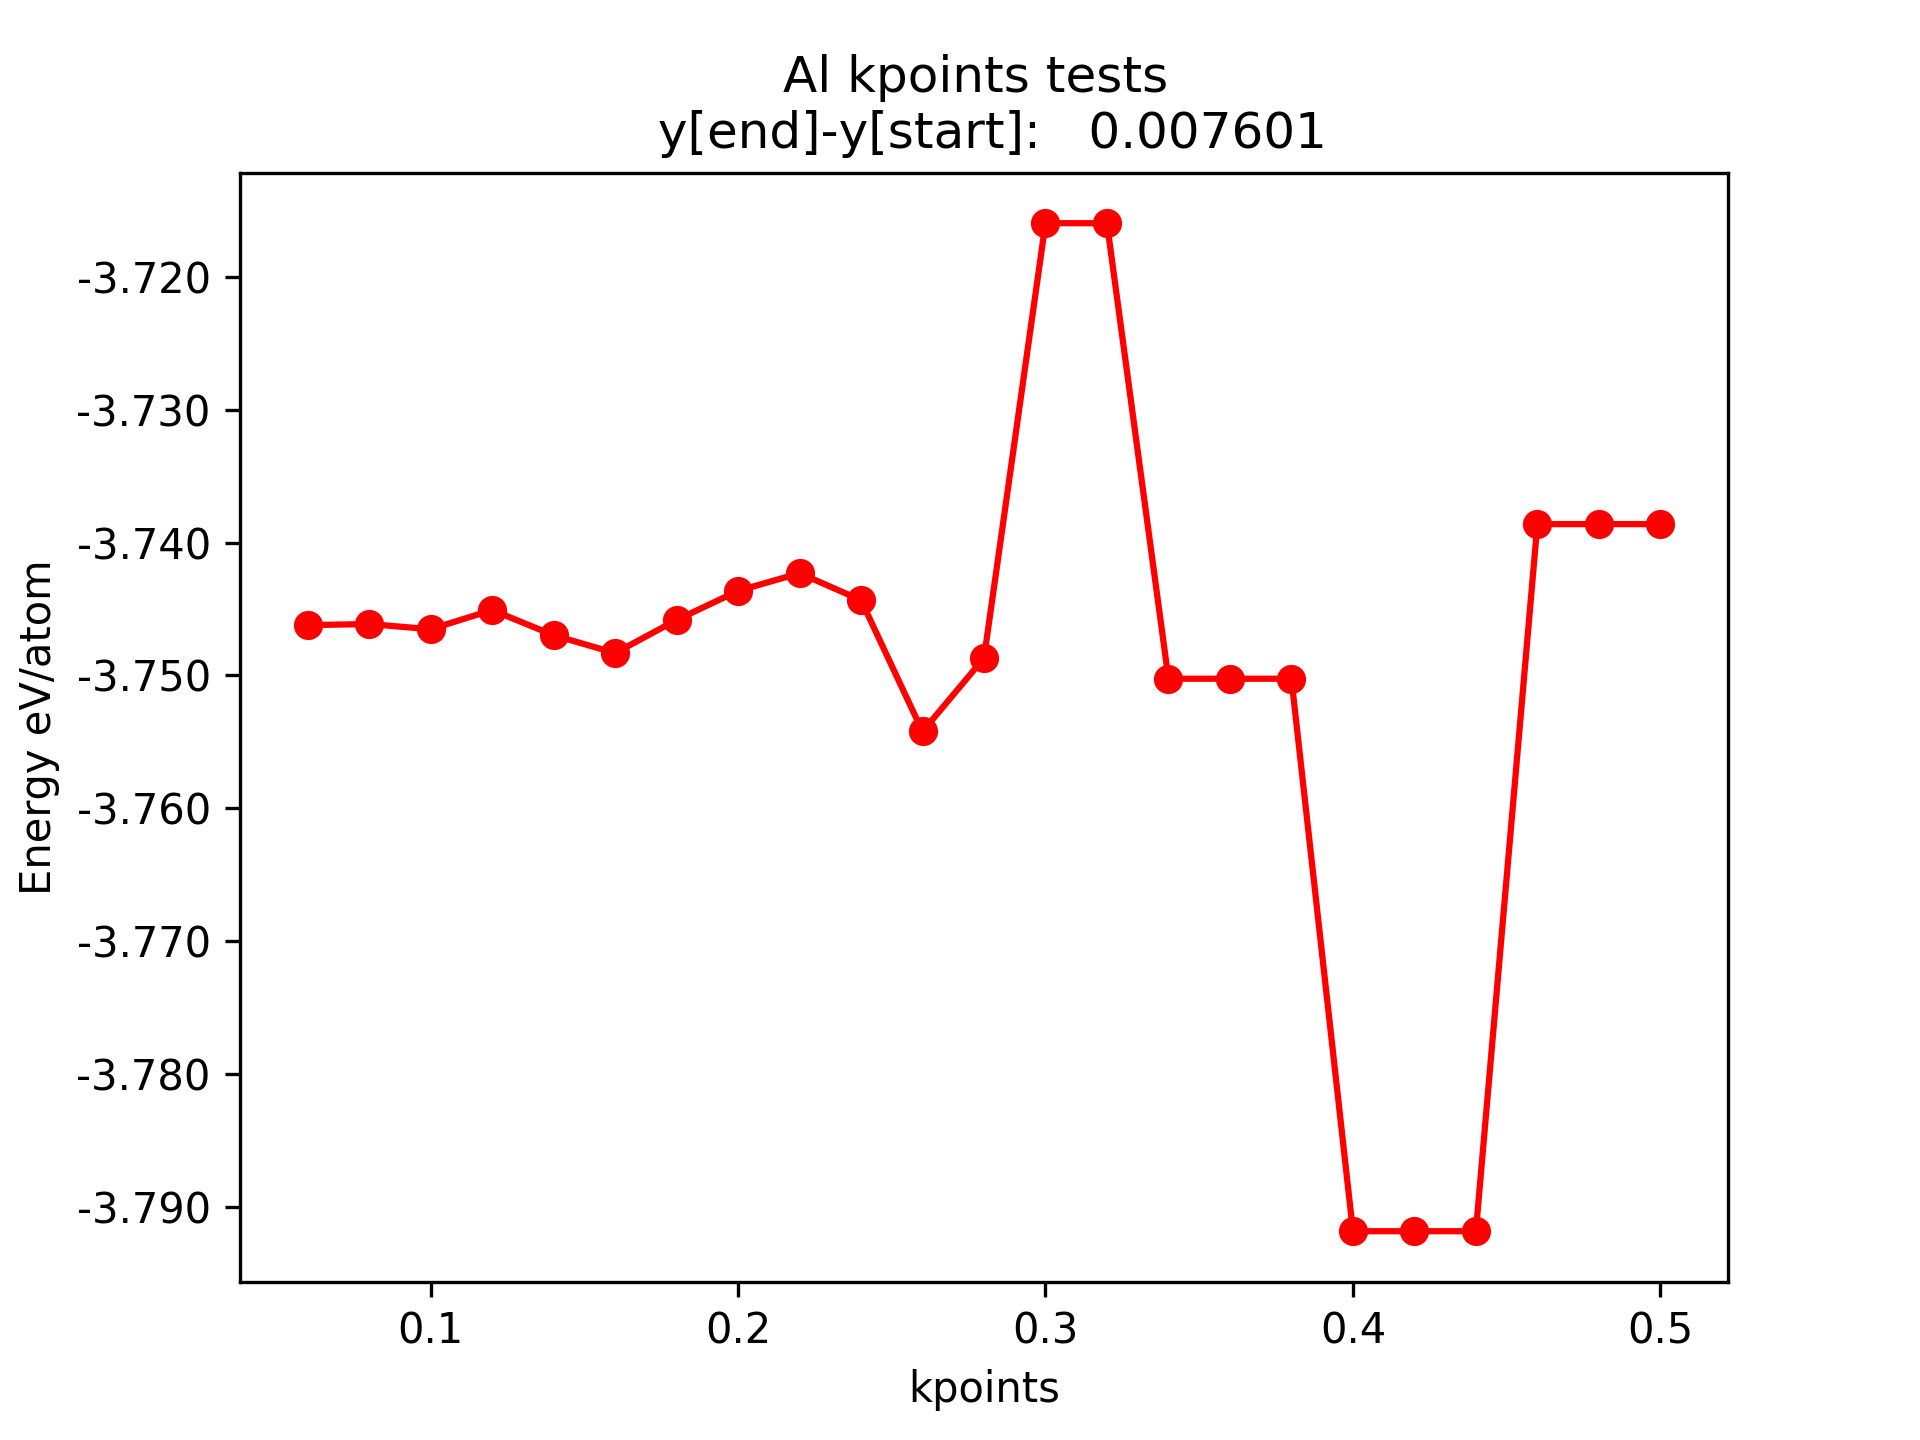 Al kpoints tests
y[end]-y[start]:   0.007601
Energy eV/atom
-3.720
-3.730
-3.740
-3.750
-3.760
-3.770
-3.780
-3.790
0.1 0.2 0.3 0.4 0.5
kpoints